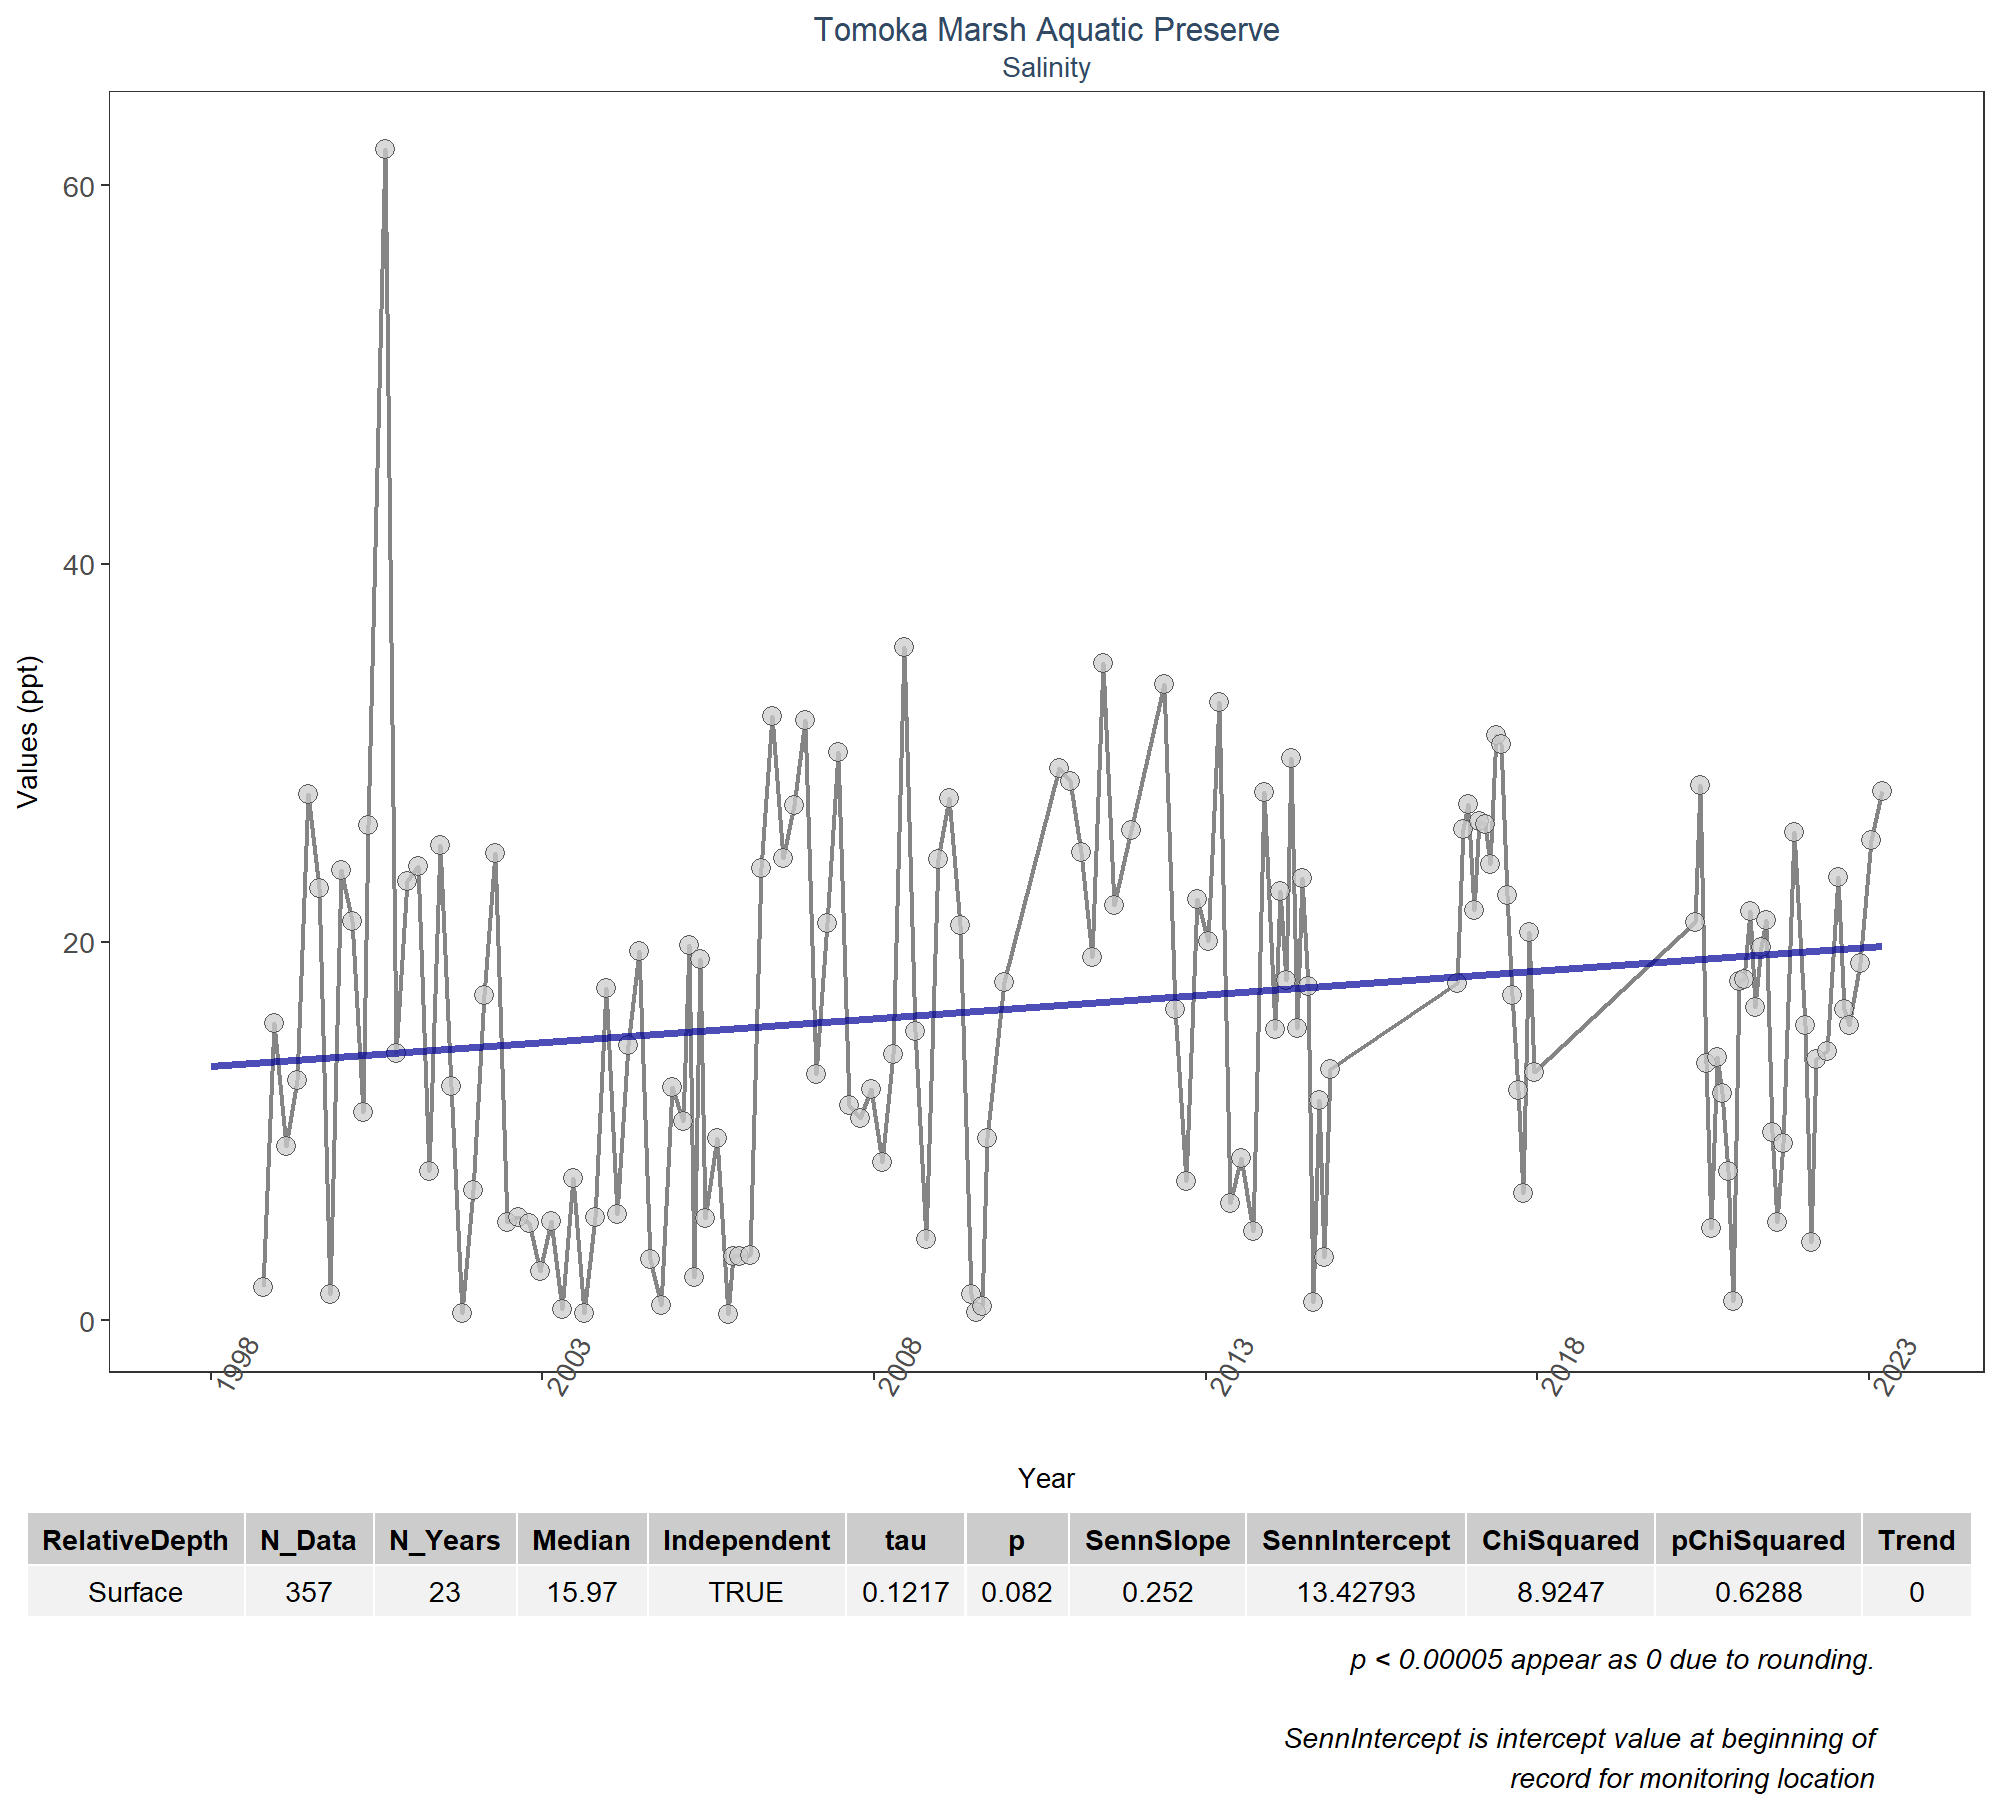 Tomoka Marsh Aquatic Preserve
Salinity
60
40
20
0
Values (ppt)
1998
2003
2008
2013
2018
2023
Year
RelativeDepth N_Data N_Years Median Independent tau p SennSlope SennIntercept ChiSquared pChiSquared Trend
Surface 357 23 15.97 TRUE 0.1217 0.082 0.252 13.42793 8.9247 0.6288 0
p < 0.00005 appear as 0 due to rounding.
SennIntercept is intercept value at beginning of
record for monitoring location